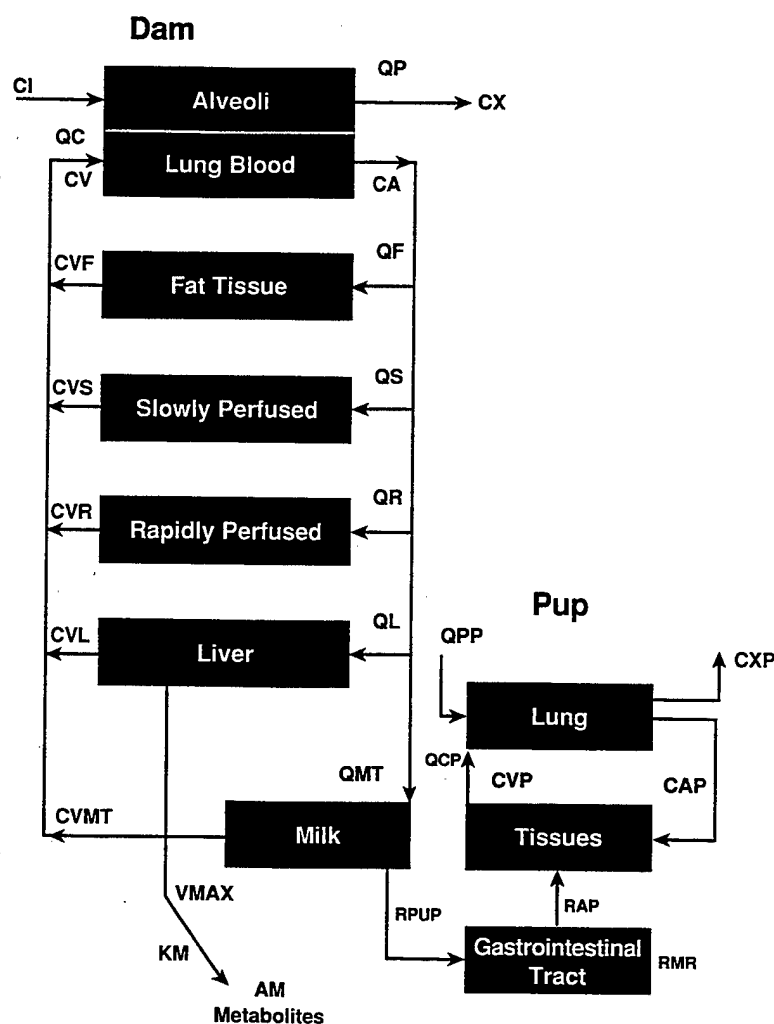 Dam
CI
Alveoli
QP
CX
QC
CV
Lung Blood
CA
CVF
Fat Tissue
QF
CVS
Slowly Perfused
QS
CVR
Rapidly Perfused
QR
CVL
Liver
QL
Pup
QPP
Lung
CXP
QCP
CVP
CAP
QMT
CVMT
Milk
Tissues
VMAX
RPUP
RAP
KM
Gastrointestinal
Tract
RMR
AM
Metabolites